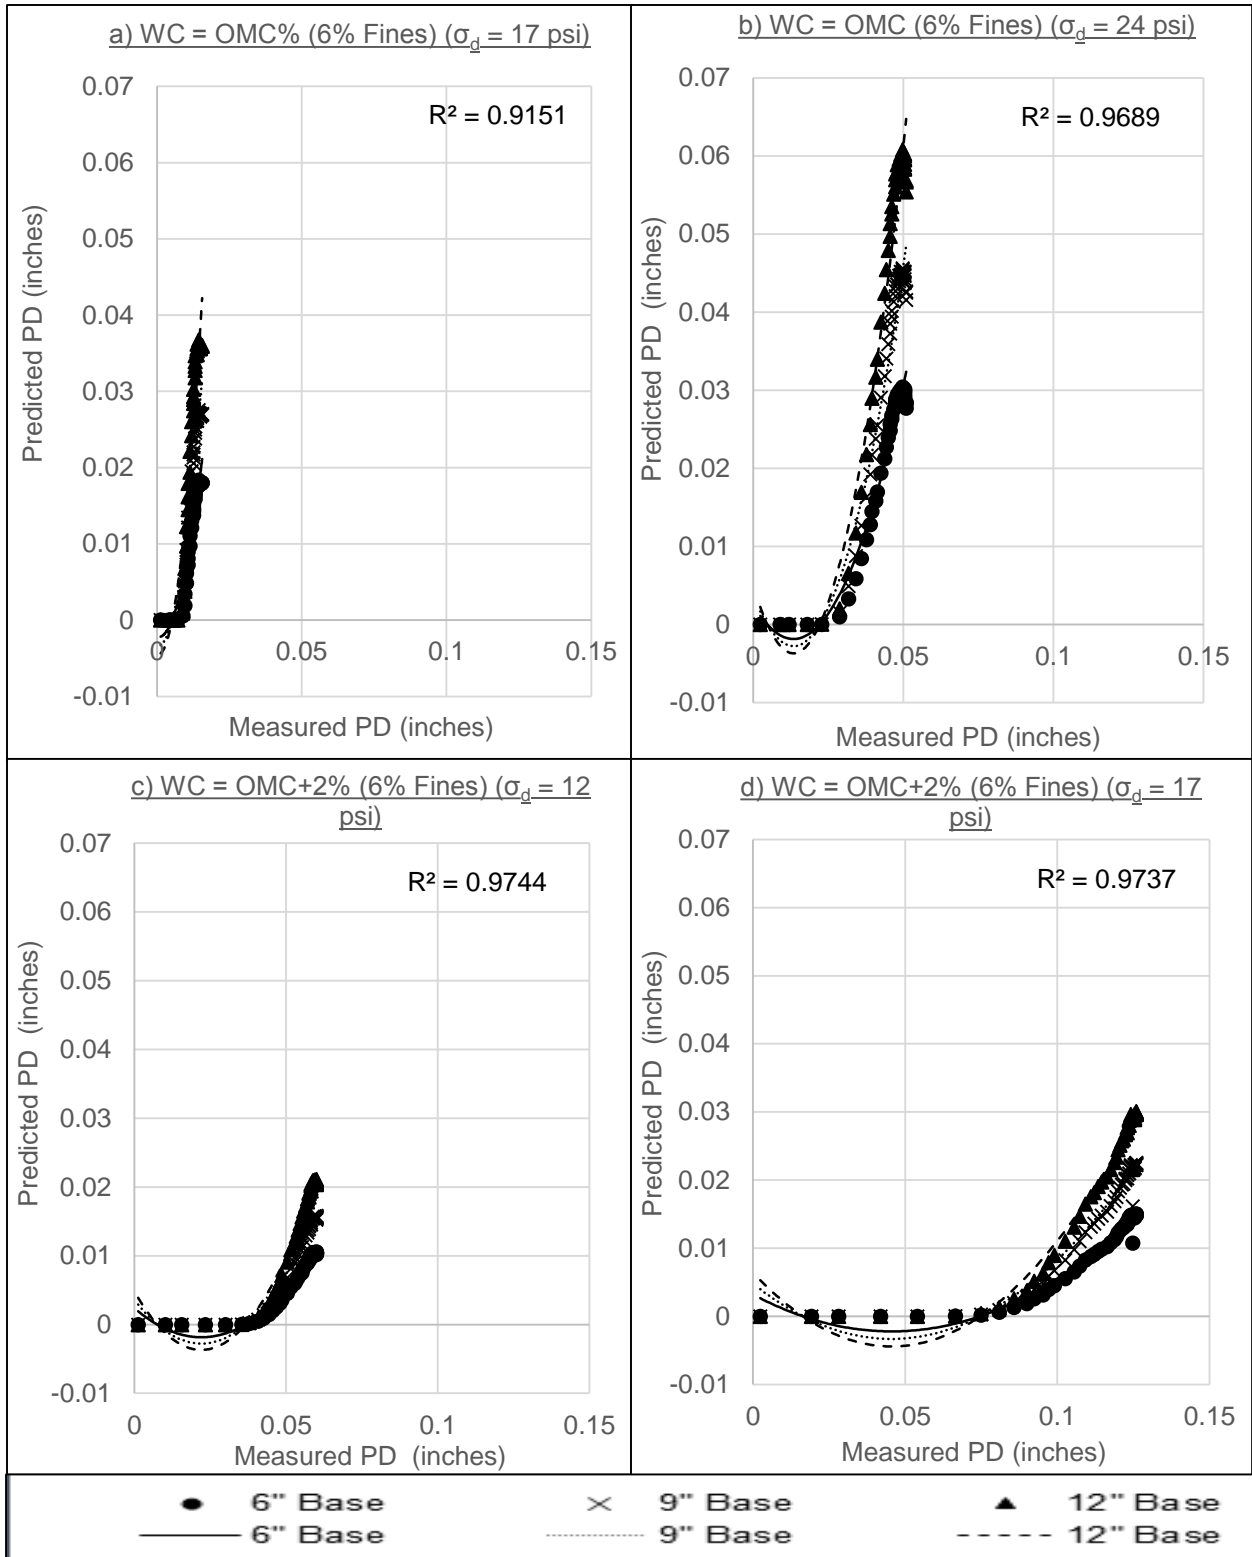 a) WC = OMC% (6% Fines) (σd = 17 psi)
R² = 0.9151
0.07
0.06
0.05
0.04
0.03
0.02
0.01
0
-0.01
0
0.05
0.1
0.15
Predicted PD (inches)
Measured PD (inches)
b) WC = OMC (6% Fines) (σd = 24 psi)
R² = 0.9689
0.07
0.06
0.05
0.04
0.03
0.02
0.01
0
-0.01
0
0.05
0.1
0.15
Predicted PD (inches)
Measured PD (inches)
c) WC = OMC+2% (6% Fines) (σd = 12
psi)
R² = 0.9744
0.07
0.06
0.05
0.04
0.03
0.02
0.01
0
-0.01
0
0.05
0.1
0.15
Predicted PD (inches)
Measured PD (inches)
d) WC = OMC+2% (6% Fines) (σd = 17
psi)
R² = 0.9737
0.07
0.06
0.05
0.04
0.03
0.02
0.01
0
-0.01
0
0.05
0.1
0.15
Predicted PD (inches)
Measured PD (inches)
6" Base 9" Base 12" Base
6" Base 9" Base 12" Base